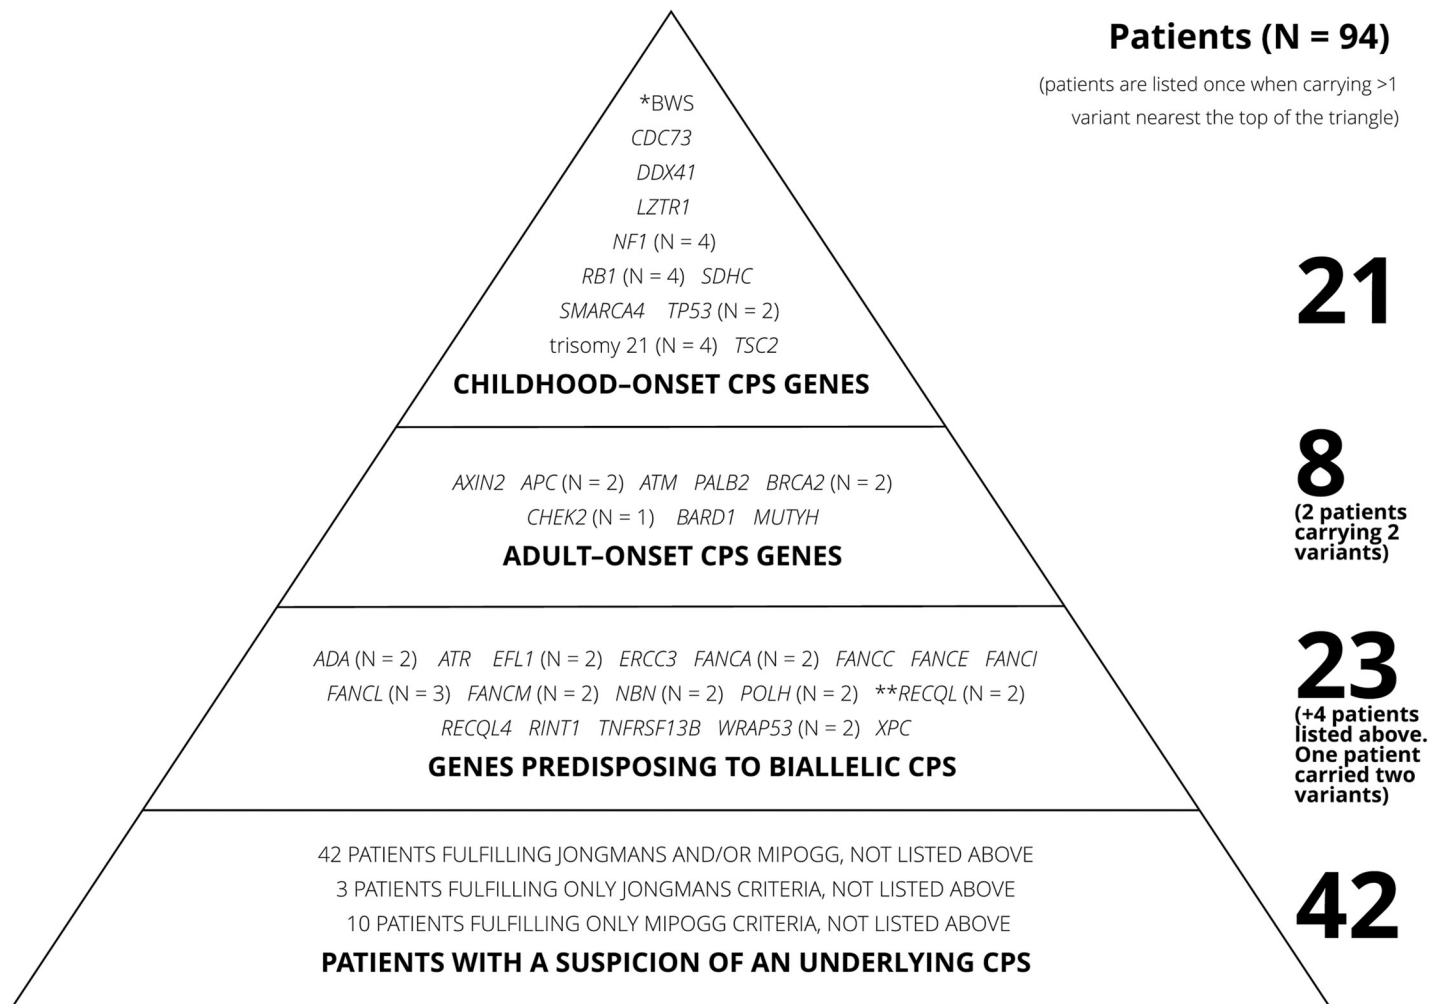 Patients (N = 94)
(patients are listed once when carrying >1
variant nearest the top of the triangle)
*BWS
CDC73
DDX41
LZTR1
NF1 (N = 4)
RB1 (N = 4) SDHC
SMARCA4 TP53 (N = 2)
trisomy 21 (N = 4) TSC2
CHILDHOOD–ONSET CPS GENES
21
AXIN2 APC (N = 2) ATM PALB2 BRCA2 (N = 2)
CHEK2 (N = 1) BARD1 MUTYH
ADULT–ONSET CPS GENES
8
(2 patients
carrying 2
variants)
ADA (N = 2) ATR EFL1 (N = 2) ERCC3 FANCA (N = 2) FANCC FANCE FANCI
FANCL (N = 3) FANCM (N = 2) NBN (N = 2) POLH (N = 2) **RECQL (N = 2)
RECQL4 RINT1 TNFRSF13B WRAP53 (N = 2) XPC
GENES PREDISPOSING TO BIALLELIC CPS
23
(+4 patients
listed above.
One patient
carried two
variants)
42 PATIENTS FULFILLING JONGMANS AND/OR MIPOGG, NOT LISTED ABOVE
3 PATIENTS FULFILLING ONLY JONGMANS CRITERIA, NOT LISTED ABOVE
10 PATIENTS FULFILLING ONLY MIPOGG CRITERIA, NOT LISTED ABOVE
PATIENTS WITH A SUSPICION OF AN UNDERLYING CPS
42